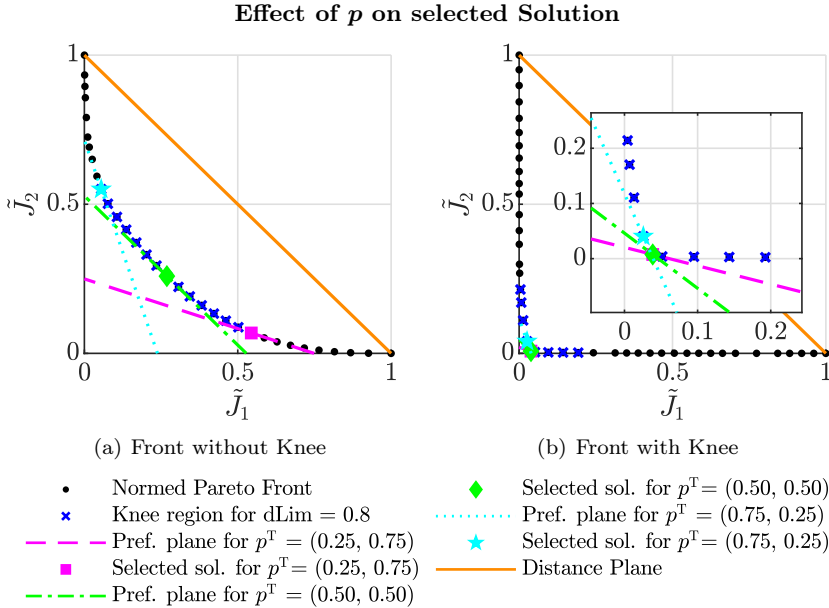 Effect of p on selected Solution
1
0.5
0
J̃₂
0
0.5
1
J̃₁
(a) Front without Knee
1
0.5
0
J̃₂
0.2
0.1
0
0
0.1
0.2
0
0.5
1
J̃₁
(b) Front with Knee
Normed Pareto Front
Knee region for dLim = 0.8
Pref. plane for pᵀ = (0.25, 0.75)
Selected sol. for pᵀ= (0.25, 0.75)
Pref. plane for pᵀ = (0.50, 0.50)
Selected sol. for pᵀ= (0.50, 0.50)
Pref. plane for pᵀ = (0.75, 0.25)
Selected sol. for pᵀ= (0.75, 0.25)
Distance Plane